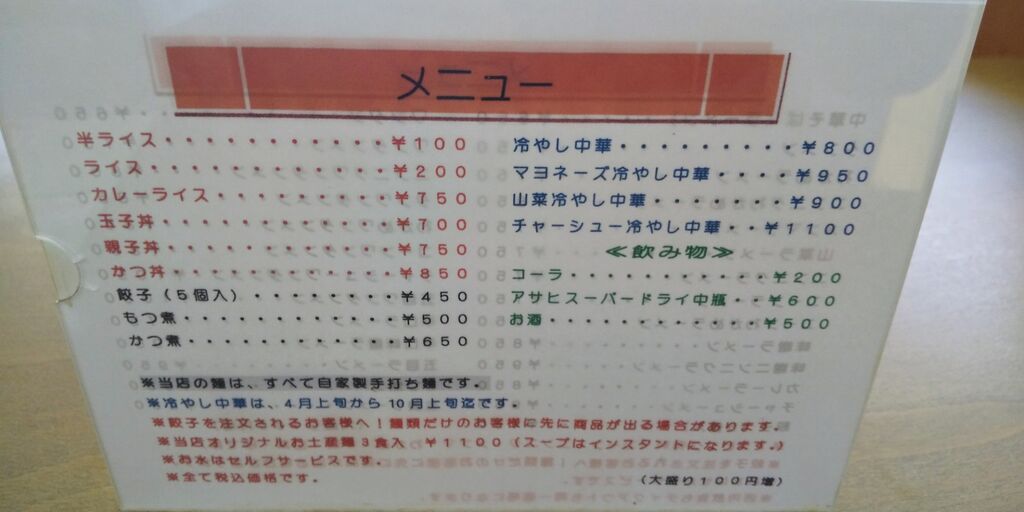 メニュー
半ライス・・・・・・・・・・・¥100
ライス・・・・・・・・・・・・¥200
カレーライス・・・・・・・・・¥750
玉子丼・・・・・・・・・・・・¥700
親子丼・・・・・・・・・・・・¥750
かつ丼・・・・・・・・・・・・¥850
餃子(5個入)・・・・・・・・¥450
もつ煮・・・・・・・・・・・・¥500
かつ煮・・・・・・・・・・・・¥650
冷やし中華・・・・・・・・・¥800
マヨネーズ冷やし中華・・・・¥950
山菜冷やし中華・・・・・・・¥900
チャーシュー冷やし中華・・¥1100
≪飲み物≫
コーラ・・・・・・・・・・・・¥200
アサヒスーパードライ中瓶・・¥600
お酒・・・・・・・・・・・・¥500
※当店の麺は、すべて自家製手打ち麺です。
※冷やし中華は、4月上旬から10月上旬迄です。
※餃子を注文されるお客様へ!麺類だけのお客様に先に商品が出る場合があります。
※当店オリジナルお土産麺3食入 ¥1100(スープはインスタントになります。)
※お水はセルフサービスです。
※全て税込価格です。 (大盛り100円増)